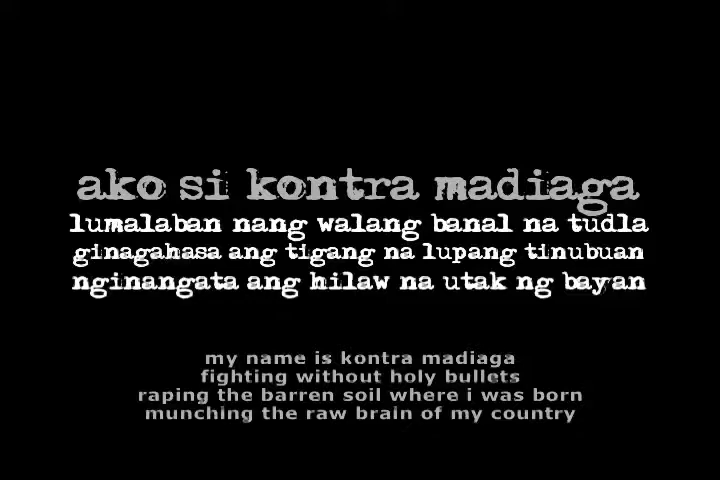 ako si kontra madiaga
lumalaban nang walang banal na tudla
ginagahasa ang tigang na lupang tinubuan
nginangata ang hilaw na utak ng bayan
my name is kontra madiaga
fighting without holy bullets
raping the barren soil where i was born
munching the raw brain of my country